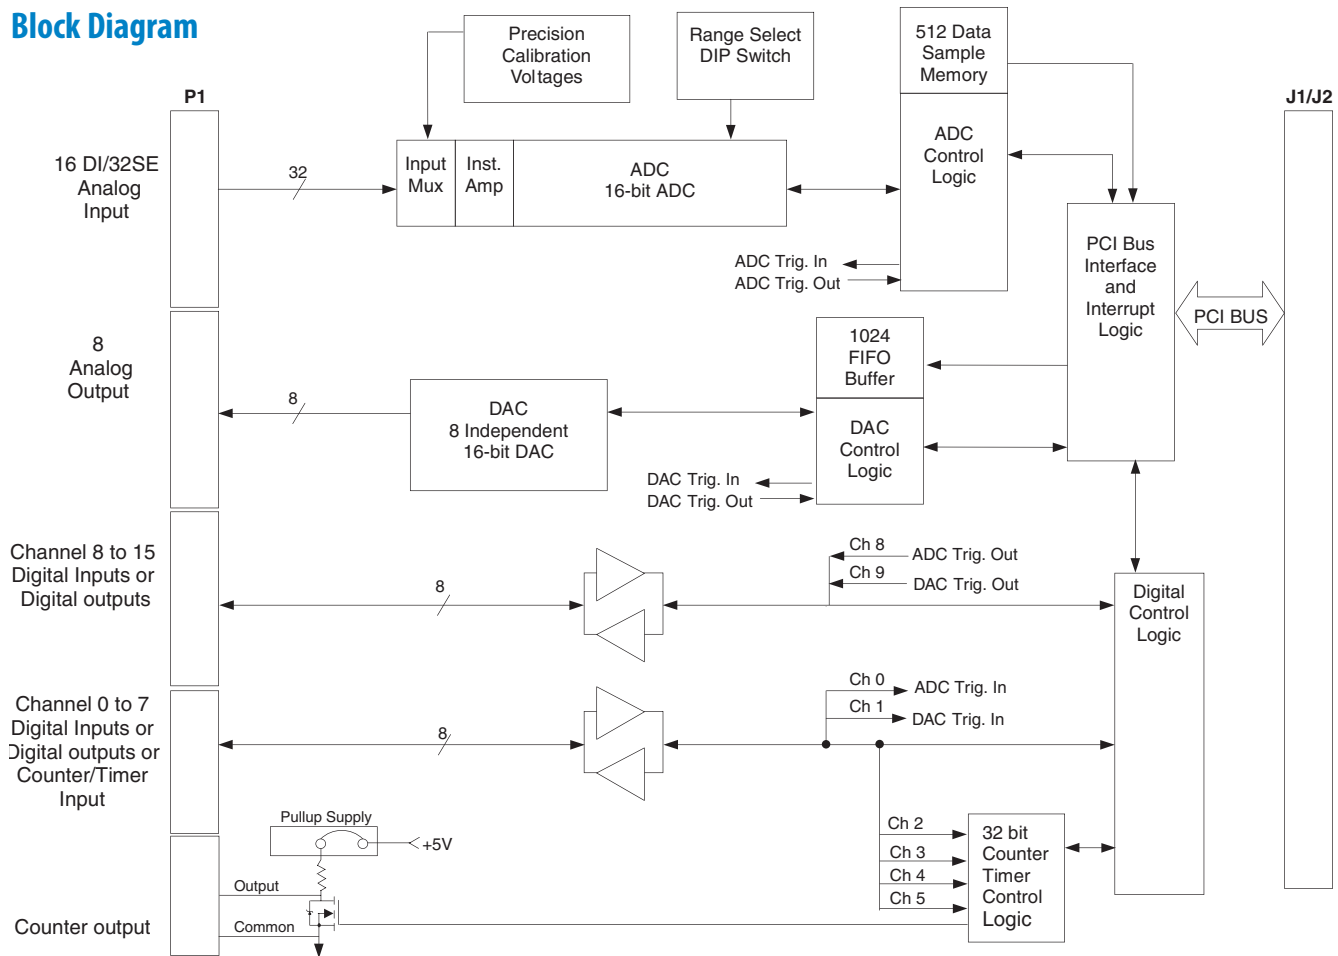 Block Diagram
Precision
Calibration
Voltages
Range Select
DIP Switch
512 Data
Sample
Memory
P1
J1/J2
16 DI/32SE
Analog
Input
32
Input
Mux
Inst.
Amp
ADC
16-bit ADC
ADC
Control
Logic
ADC Trig. In
ADC Trig. Out
PCI Bus
Interface
and
Interrupt
Logic
PCI BUS
8
Analog
Output
8
DAC
8 Independent
16-bit DAC
1024
FIFO
Buffer
DAC
Control
Logic
DAC Trig. In
DAC Trig. Out
Channel 8 to 15
Digital Inputs or
Digital outputs
8
Ch 8
ADC Trig. Out
Ch 9
DAC Trig. Out
Digital
Control
Logic
Channel 0 to 7
Digital Inputs or
Digital outputs or
Counter/Timer
Input
8
Ch 0
ADC Trig. In
Ch 1
DAC Trig. In
Pullup Supply
+5V
Ch 2
Ch 3
Ch 4
Ch 5
32 bit
Counter
Timer
Control
Logic
Output
Counter output
Common